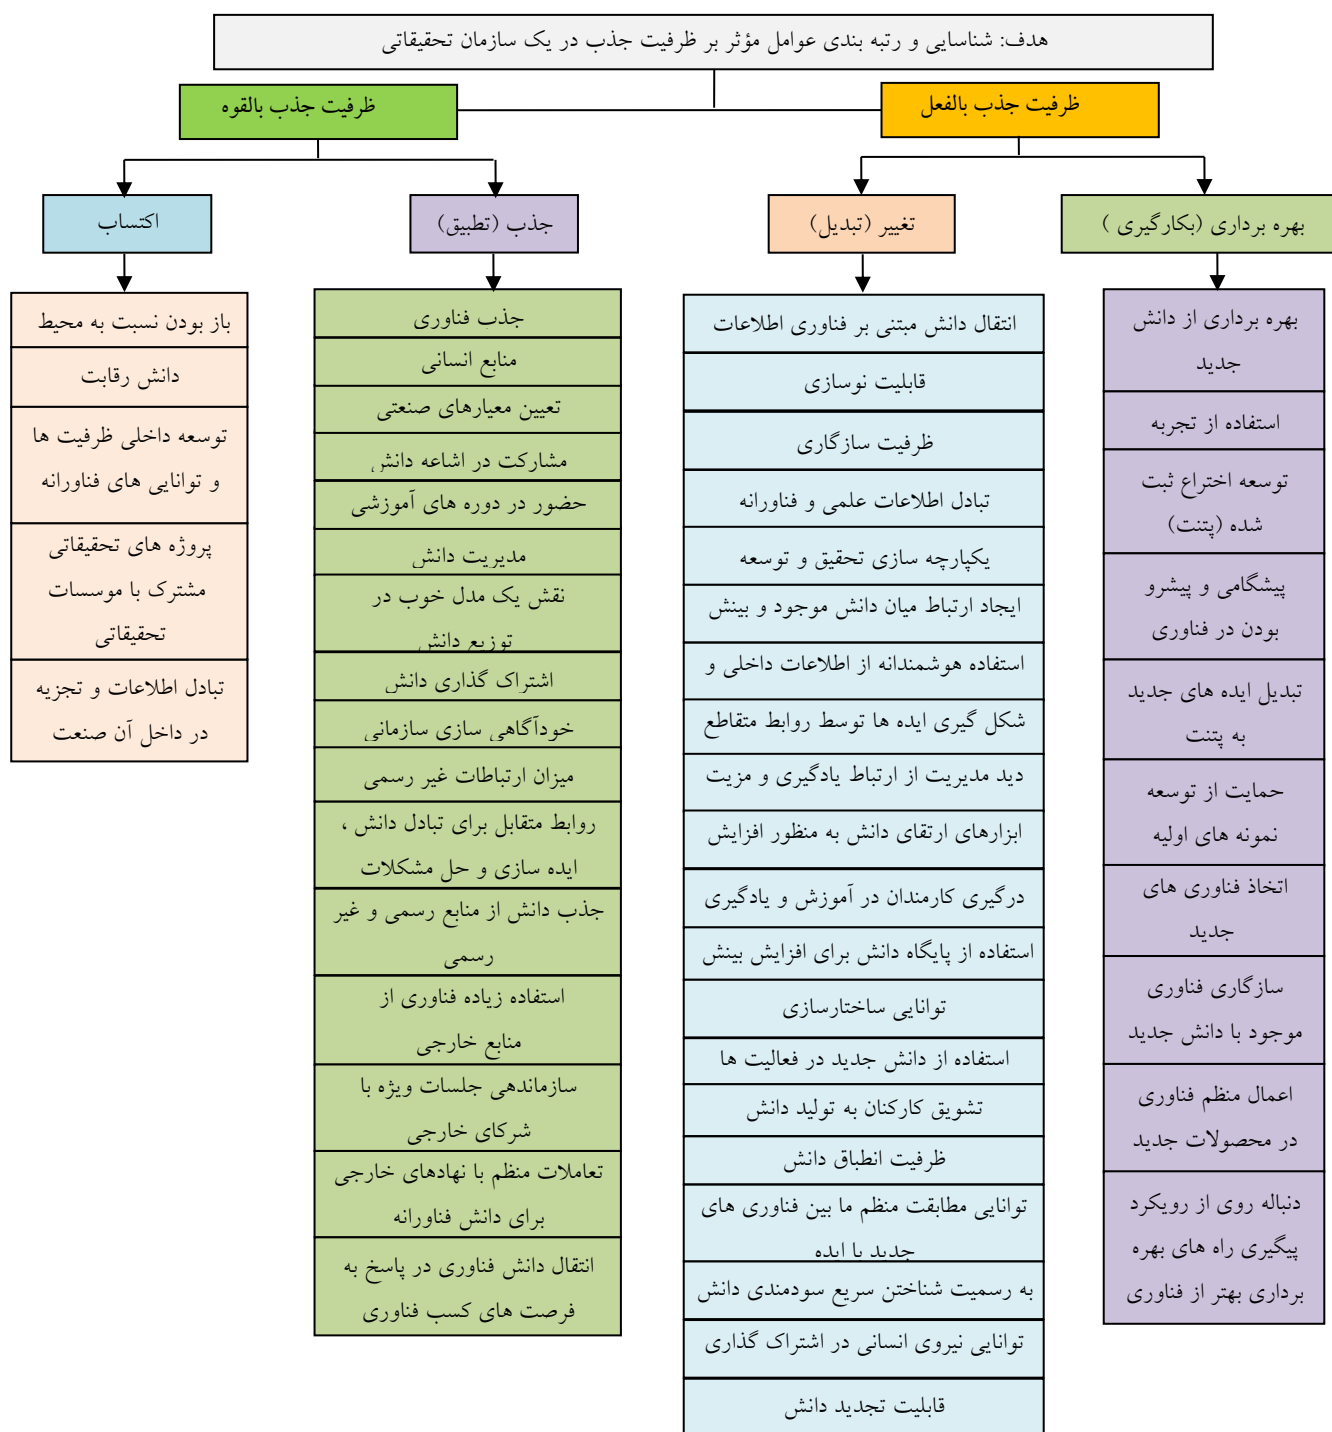 هدف: شناسایی و رتبه بندی عوامل مؤثر بر ظرفیت جذب در یک سازمان تحقیقاتی
ظرفیت جذب بالفعل
ظرفیت جذب بالقوه
بهره برداری (بکارگیری )
تغییر (تبدیل)
جذب (تطبیق)
اکتساب
بهره برداری از دانش
جدید
استفاده از تجربه
توسعه اختراع ثبت
شده (پتنت)
پیشگامی و پیشرو
بودن در فناوری
تبدیل ایده های جدید
به پتنت
حمایت از توسعه
نمونه های اولیه
اتخاذ فناوری های
جدید
سازگاری فناوری
موجود با دانش جدید
اعمال منظم فناوری
در محصولات جدید
دنباله روی از رویکرد
پیگیری راه های بهره
برداری بهتر از فناوری
انتقال دانش مبتنی بر فناوری اطلاعات
قابلیت نوسازی
ظرفیت سازگاری
تبادل اطلاعات علمی و فناورانه
یکپارچه سازی تحقیق و توسعه
ایجاد ارتباط میان دانش موجود و بینش
استفاده هوشمندانه از اطلاعات داخلی و
شکل گیری ایده ها توسط روابط متقاطع
دید مدیریت از ارتباط یادگیری و مزیت
ابزارهای ارتقای دانش به منظور افزایش
درگیری کارمندان در آموزش و یادگیری
استفاده از پایگاه دانش برای افزایش بینش
توانایی ساختارسازی
استفاده از دانش جدید در فعالیت ها
تشویق کارکنان به تولید دانش
ظرفیت انطباق دانش
توانایی مطابقت منظم ما بین فناوری های
جدید با ایده
به رسمیت شناختن سریع سودمندی دانش
توانایی نیروی انسانی در اشتراک گذاری
قابلیت تجدید دانش
جذب فناوری
منابع انسانی
تعیین معیارهای صنعتی
مشارکت در اشاعه دانش
حضور در دوره های آموزشی
مدیریت دانش
نقش یک مدل خوب در
توزیع دانش
اشتراک گذاری دانش
خودآگاهی سازی سازمانی
میزان ارتباطات غیر رسمی
روابط متقابل برای تبادل دانش ،
ایده سازی و حل مشکلات
جذب دانش از منابع رسمی و غیر
رسمی
استفاده زیاده فناوری از
منابع خارجی
سازماندهی جلسات ویژه با
شرکای خارجی
تعاملات منظم با نهادهای خارجی
برای دانش فناورانه
انتقال دانش فناوری در پاسخ به
فرصت های کسب فناوری
باز بودن نسبت به محیط
دانش رقابت
توسعه داخلی ظرفیت ها
و توانایی های فناورانه
پروژه های تحقیقاتی
مشترک با موسسات
تحقیقاتی
تبادل اطلاعات و تجزیه
در داخل آن صنعت